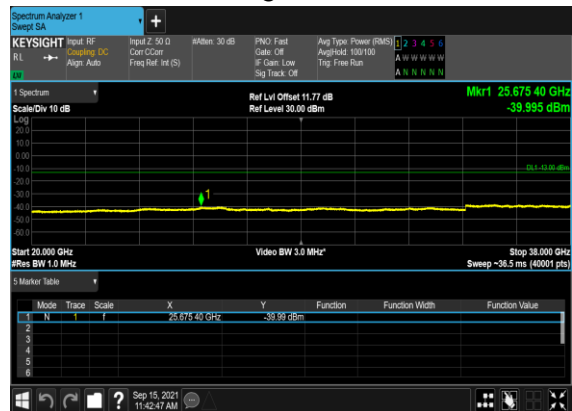 Spectrum Analyzer 1
Swept SA
+
KEYSIGHT Input: RF Input Z: 50 Ω #Atten: 30 dB PNO: Fast Avg Type: Power (RMS) 1 2 3 4 5 6
RL Coupling: DC Corr CCorr Gate: Off Avg|Hold: 100/100 A W W W W W
Align: Auto Freq Ref: Int (S) IF Gain: Low Trig: Free Run
Sig Track: Off A N N N N N
1 Spectrum Ref Lvl Offset 11.77 dB Mkr1 25.675 40 GHz
Scale/Div 10 dB Ref Level 30.00 dBm -39.995 dBm
Log
20.0
10.0
0.00
-10.0 DL1 -13.00 dBm
-20.0
-30.0 1
-40.0
-50.0
-60.0
Start 20.000 GHz Video BW 3.0 MHz* Stop 38.000 GHz
#Res BW 1.0 MHz Sweep ~36.5 ms (40001 pts)
5 Marker Table
Mode Trace Scale X Y Function Function Width Function Value
1 N 1 f 25.675 40 GHz -39.99 dBm
2
3
4
5
6
? Sep 15, 2021
11:42:47 AM